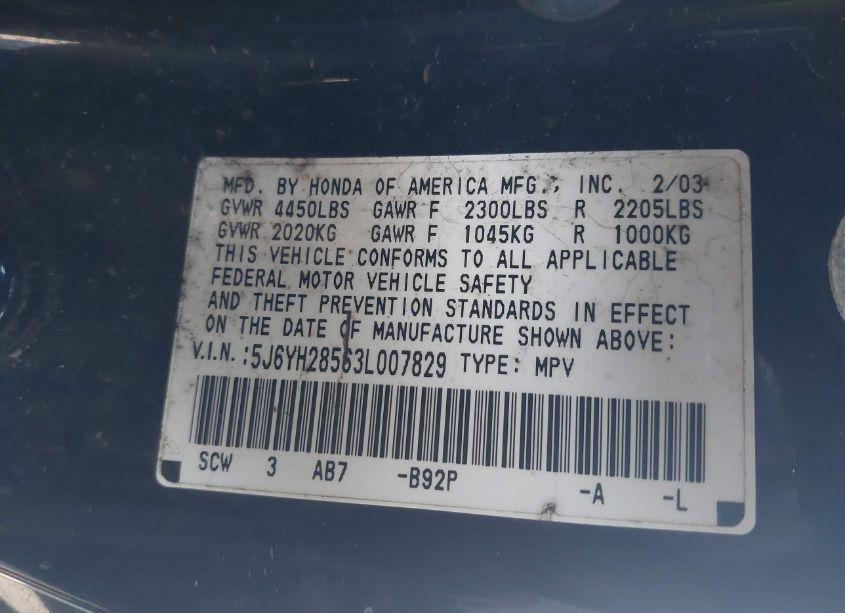 MFD. BY HONDA OF AMERICA MFG., INC. 2/03
GVWR 4450LBS GAWR F 2300LBS R 2205LBS
GVWR 2020KG GAWR F 1045KG R 1000KG
THIS VEHICLE CONFORMS TO ALL APPLICABLE
FEDERAL MOTOR VEHICLE SAFETY
AND THEFT PREVENTION STANDARDS IN EFFECT
ON THE DATE OF MANUFACTURE SHOWN ABOVE:
V.I.N.:5J6YH28563L007829 TYPE: MPV
SCW 3 AB7 -B92P -A -L